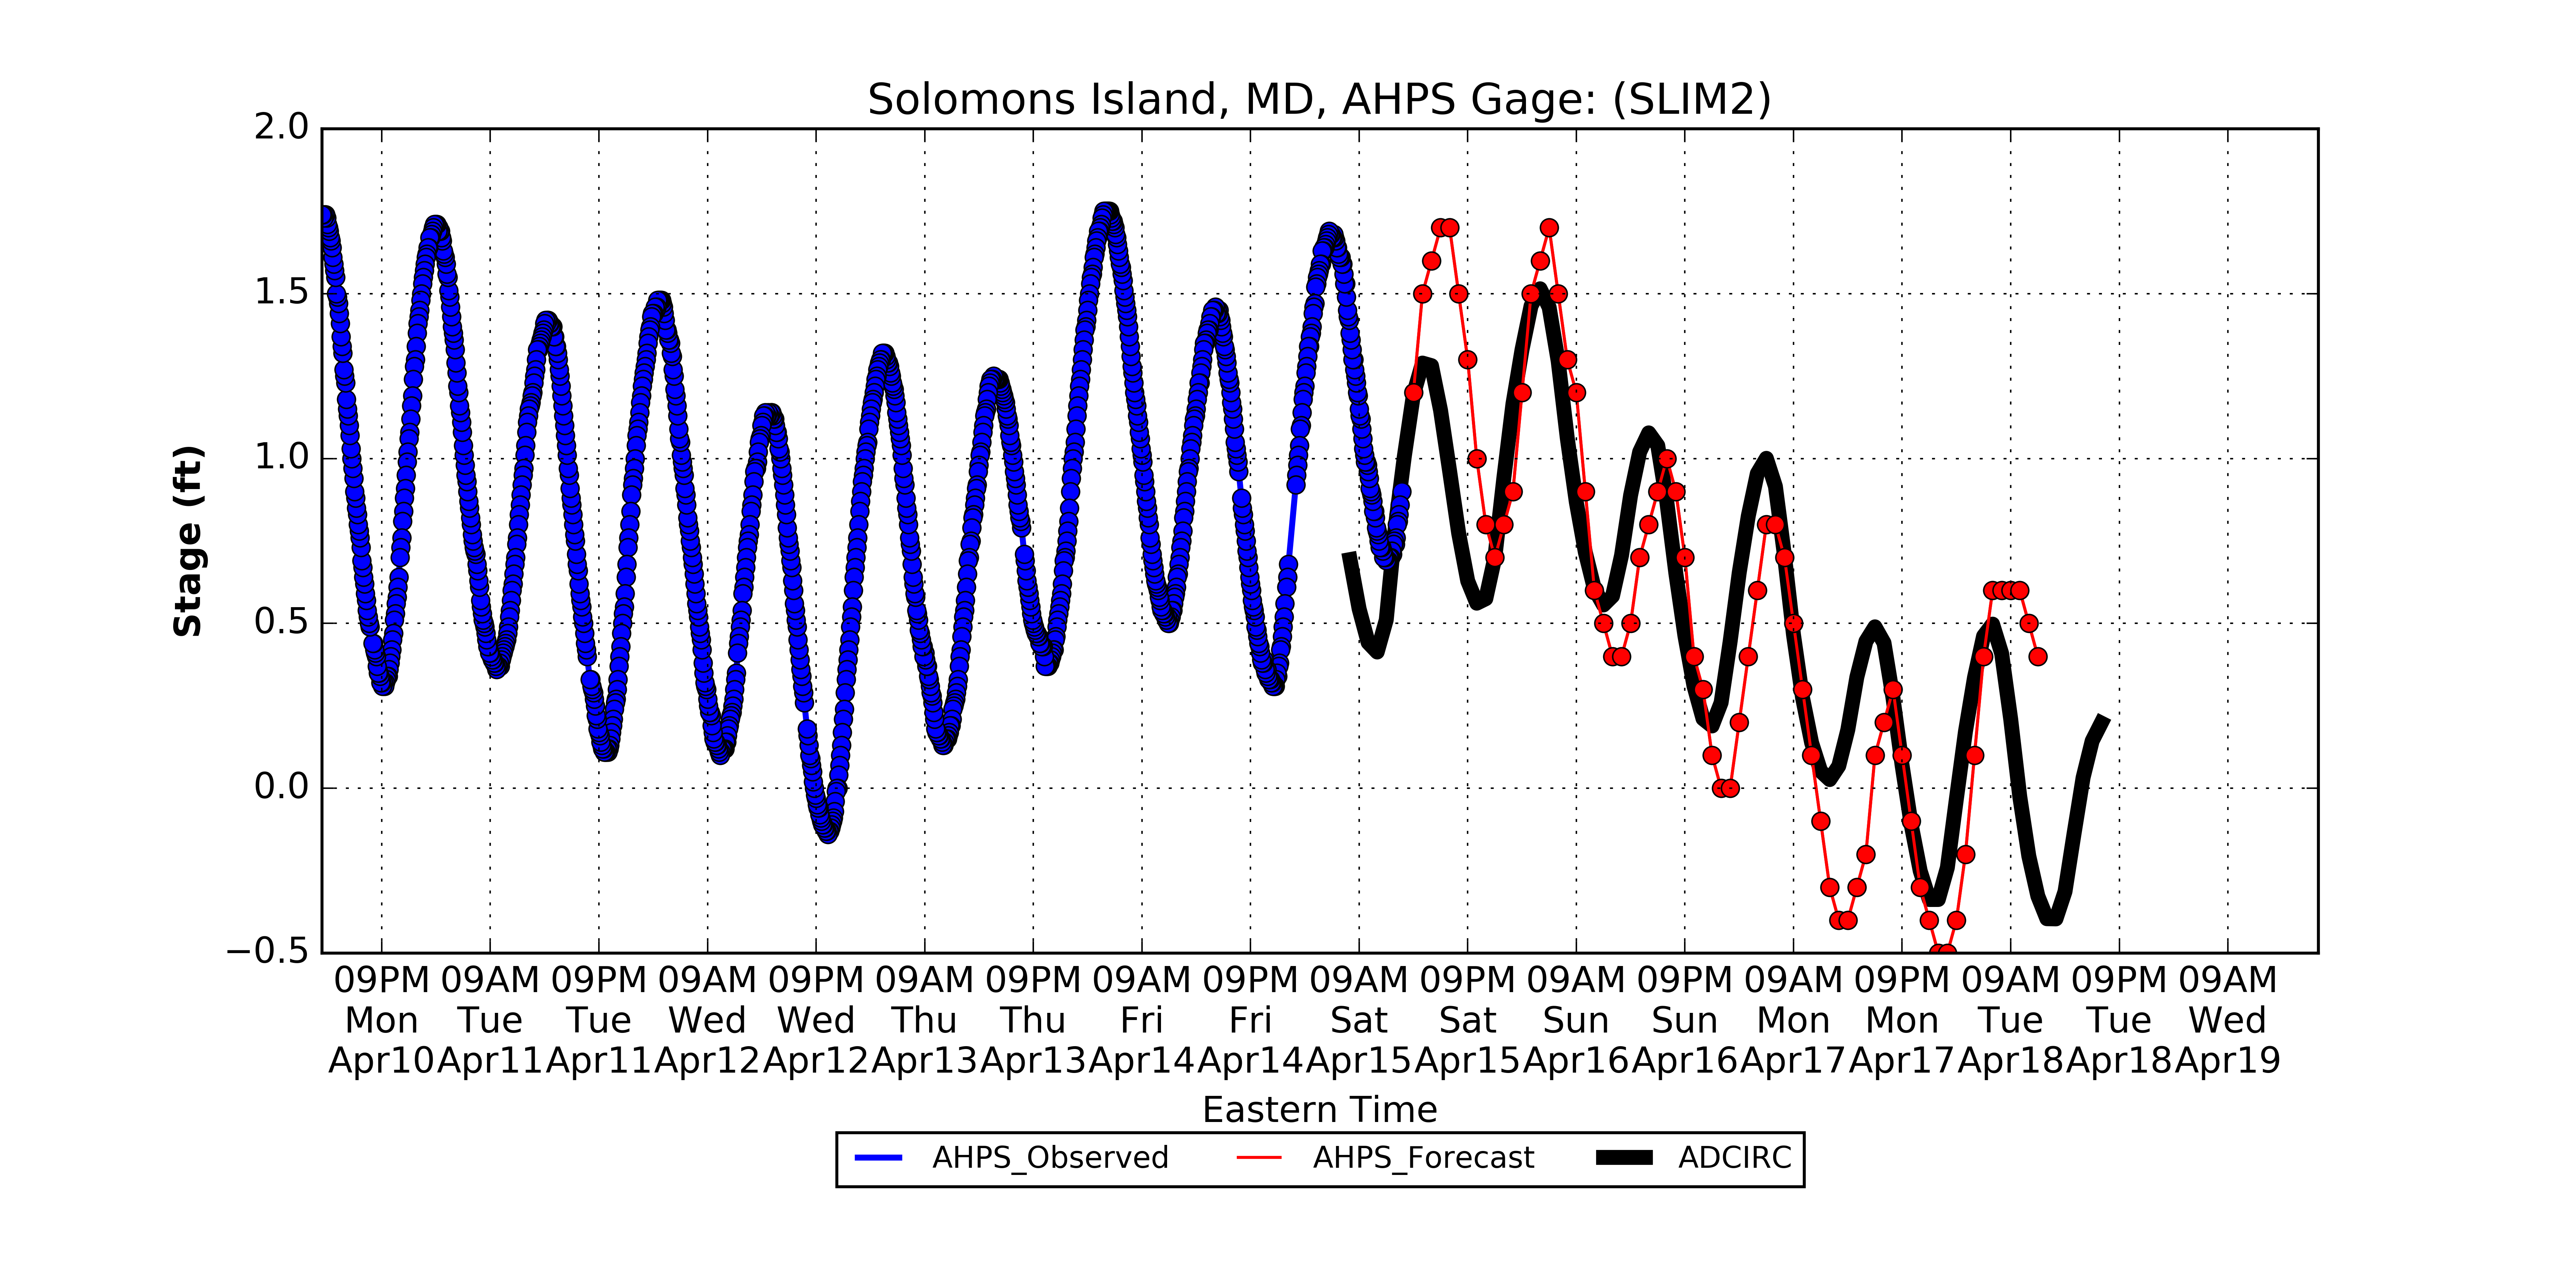 Solomons Island, MD, AHPS Gage: (SLIM2)
2.0
1.5
1.0
0.5
0.0
−0.5
Stage (ft)
09PM 09AM 09PM 09AM 09PM 09AM 09PM 09AM 09PM 09AM 09PM 09AM 09PM 09AM 09PM 09AM 09PM 09AM
Mon Tue Tue Wed Wed Thu Thu Fri Fri Sat Sat Sun Sun Mon Mon Tue Tue Wed
Apr10 Apr11 Apr11 Apr12 Apr12 Apr13 Apr13 Apr14 Apr14 Apr15 Apr15 Apr16 Apr16 Apr17 Apr17 Apr18 Apr18 Apr19
Eastern Time
AHPS_Observed AHPS_Forecast ADCIRC